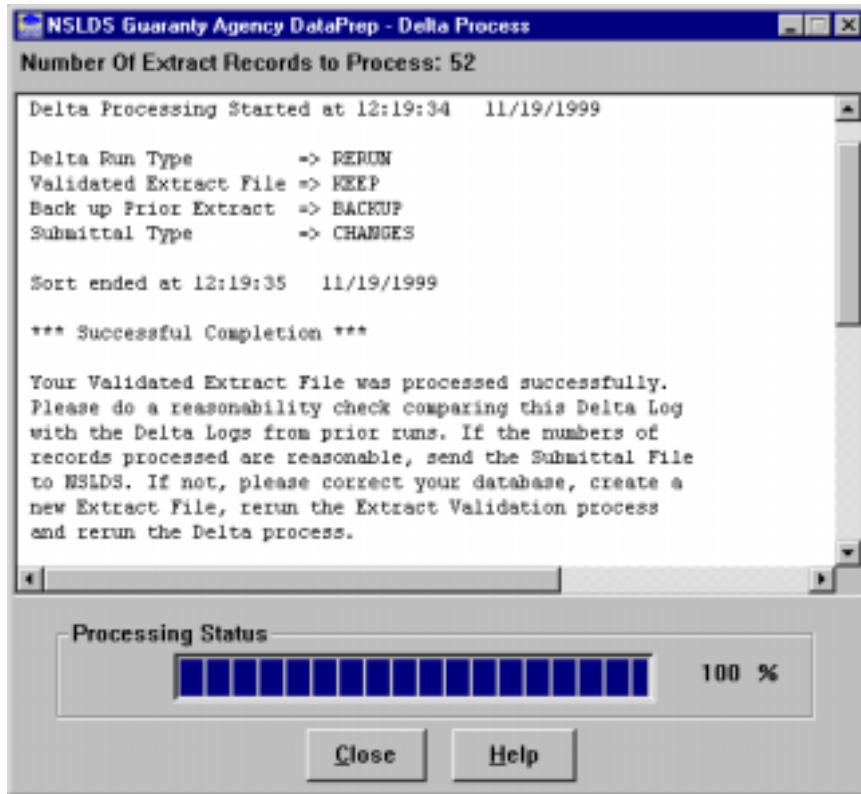 NSLDS Guaranty Agency DataPrep - Delta Process
Number Of Extract Records to Process: 52
Delta Processing Started at 12:19:34 11/19/1999
Delta Run Type => RERUN
Validated Extract File => KEEP
Back up Prior Extract => BACKUP
Submittal Type => CHANGES
Sort ended at 12:19:35 11/19/1999
*** Successful Completion ***
Your Validated Extract File was processed successfully.
Please do a reasonability check comparing this Delta Log
with the Delta Logs from prior runs. If the numbers of
records processed are reasonable, send the Submittal File
to NSLDS. If not, please correct your database, create a
new Extract File, rerun the Extract Validation process
and rerun the Delta process.
Processing Status
100 %
Close Help